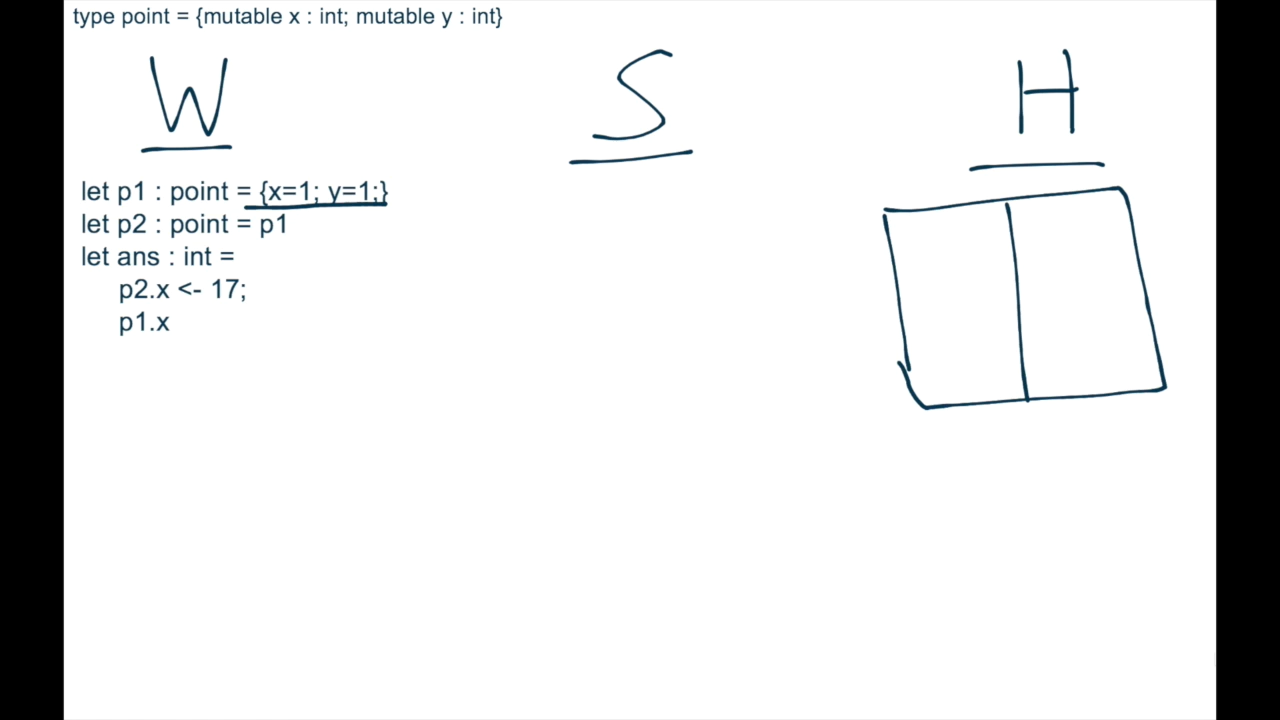 type point = {mutable x : int; mutable y : int}
W S H
let p1 : point = {x=1; y=1;}
let p2 : point = p1
let ans : int =
p2.x <- 17;
p1.x